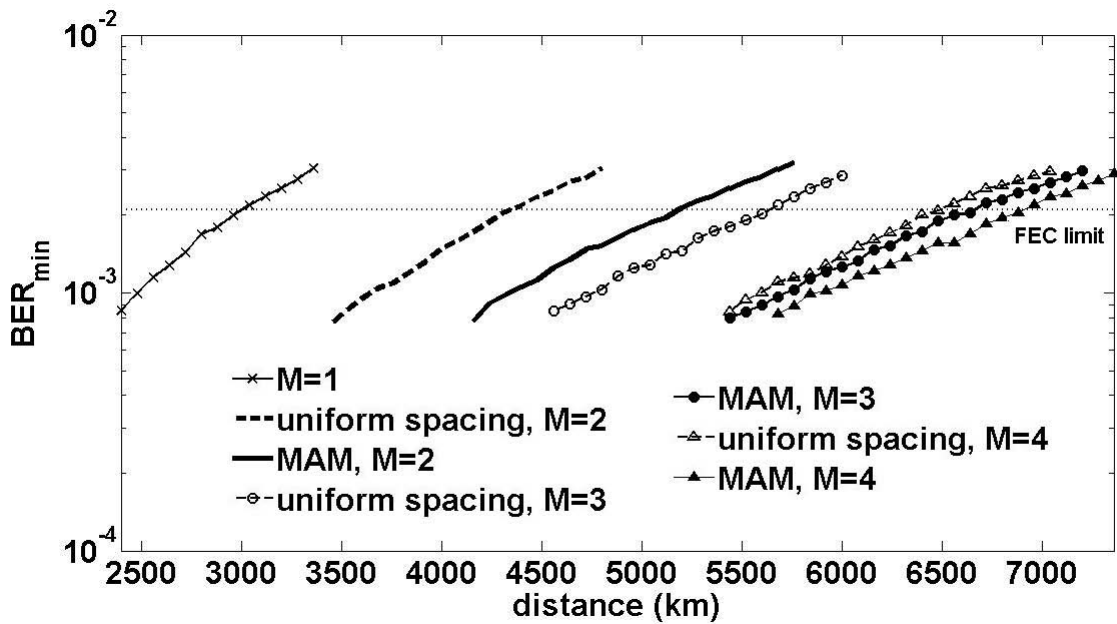 10^-2
10^-3
10^-4
BER_min
FEC limit
M=1
uniform spacing, M=2
MAM, M=2
uniform spacing, M=3
MAM, M=3
uniform spacing, M=4
MAM, M=4
2500 3000 3500 4000 4500 5000 5500 6000 6500 7000
distance (km)